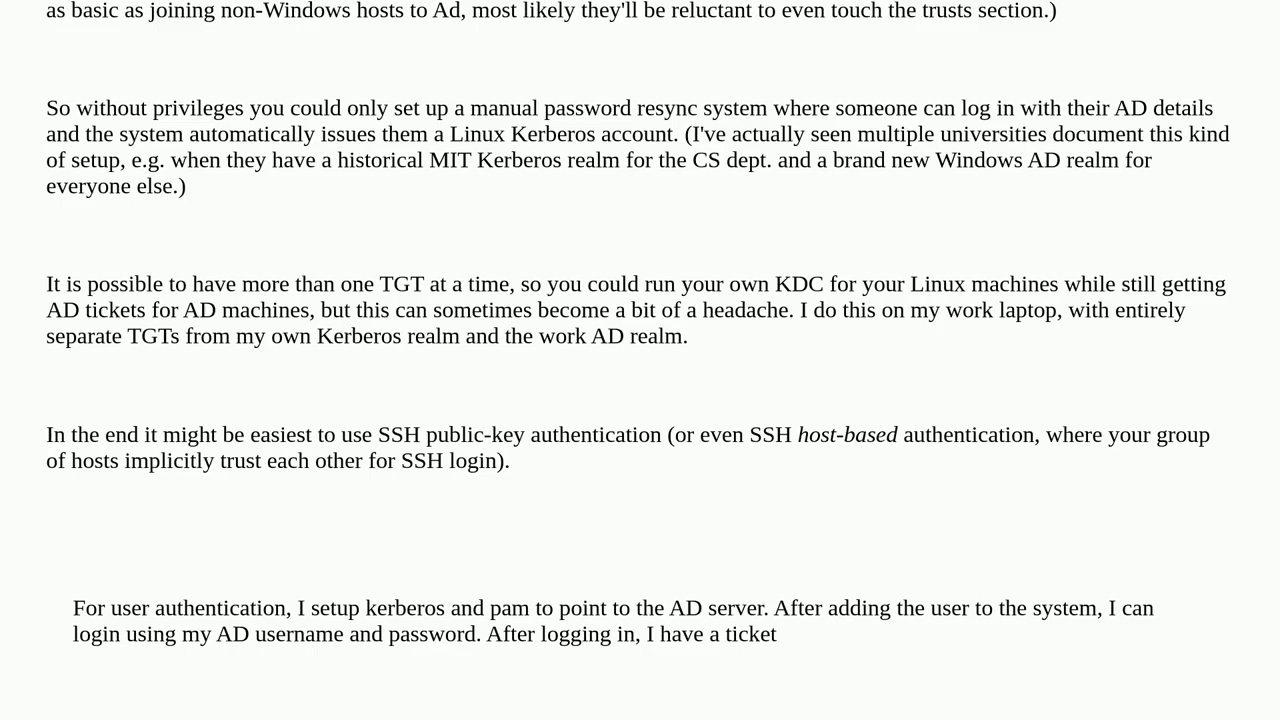 as basic as joining non-Windows hosts to Ad, most likely they'll be reluctant to even touch the trusts section.)
So without privileges you could only set up a manual password resync system where someone can log in with their AD details
and the system automatically issues them a Linux Kerberos account. (I've actually seen multiple universities document this kind
of setup, e.g. when they have a historical MIT Kerberos realm for the CS dept. and a brand new Windows AD realm for
everyone else.)
It is possible to have more than one TGT at a time, so you could run your own KDC for your Linux machines while still getting
AD tickets for AD machines, but this can sometimes become a bit of a headache. I do this on my work laptop, with entirely
separate TGTs from my own Kerberos realm and the work AD realm.
In the end it might be easiest to use SSH public-key authentication (or even SSH host-based authentication, where your group
of hosts implicitly trust each other for SSH login).
For user authentication, I setup kerberos and pam to point to the AD server. After adding the user to the system, I can
login using my AD username and password. After logging in, I have a ticket